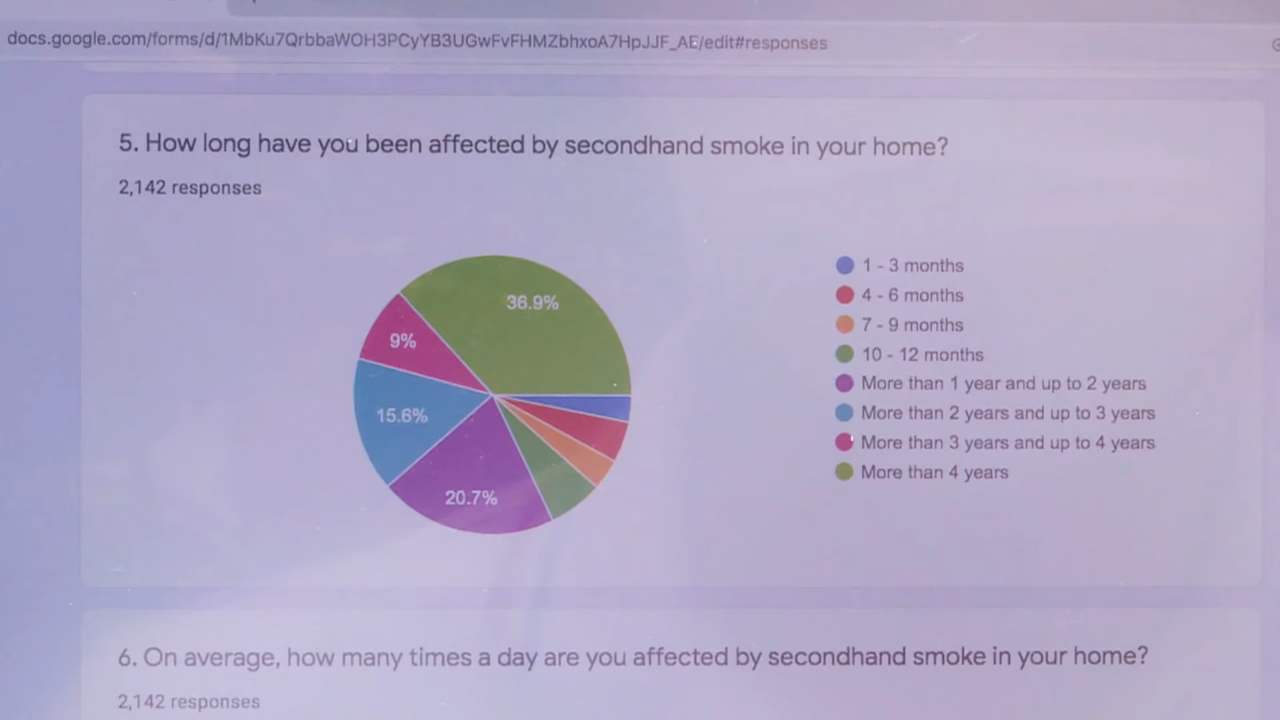 docs.google.com/forms/d/1MbKu7QrbbaWOH3PCyYB3UGwFvFHMZbhxoA7HpJJF_AE/edit#responses
5. How long have you been affected by secondhand smoke in your home?
2,142 responses
36.9%
9%
15.6%
20.7%
1 - 3 months
4 - 6 months
7 - 9 months
10 - 12 months
More than 1 year and up to 2 years
More than 2 years and up to 3 years
More than 3 years and up to 4 years
More than 4 years
6. On average, how many times a day are you affected by secondhand smoke in your home?
2,142 responses